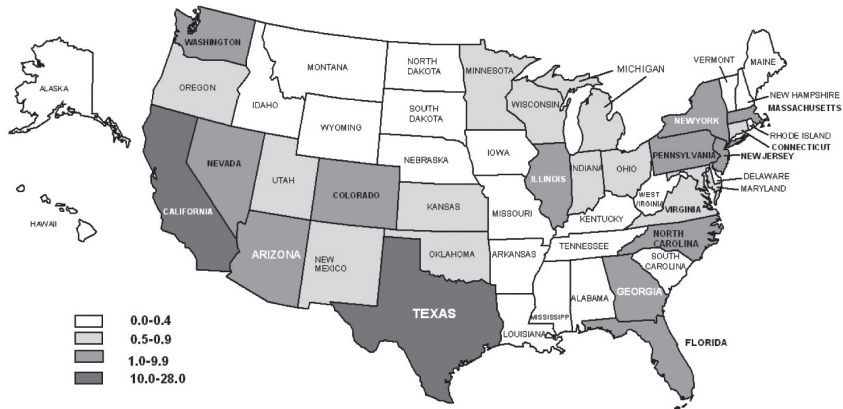 WASHINGTON
MONTANA
NORTH
DAKOTA
MINNESOTA
MICHIGAN
VERMONT
MAINE
ALASKA
OREGON
IDAHO
SOUTH
DAKOTA
WISCONSIN
NEW HAMPSHIRE
MASSACHUSETTS
NEWYORK
WYOMING
RHODE ISLAND
CONNECTICUT
NEVADA
NEBRASKA
IOWA
PENNSYLVANIA
NEW JERSEY
UTAH
COLORADO
ILLINOIS
INDIANA
OHIO
DELAWARE
MARYLAND
CALIFORNIA
KANSAS
MISSOURI
WEST
VIRGINIA
VIRGINIA
KENTUCKY
HAWAII
ARIZONA
NEW
MEXICO
OKLAHOMA
ARKANSAS
TENNESSEE
NORTH
CAROLINA
SOUTH
CAROLINA
TEXAS
MISSISSIPP
ALABAMA
GEORGIA
LOUISIANA
FLORIDA
0.0-0.4
0.5-0.9
1.0-9.9
10.0-28.0